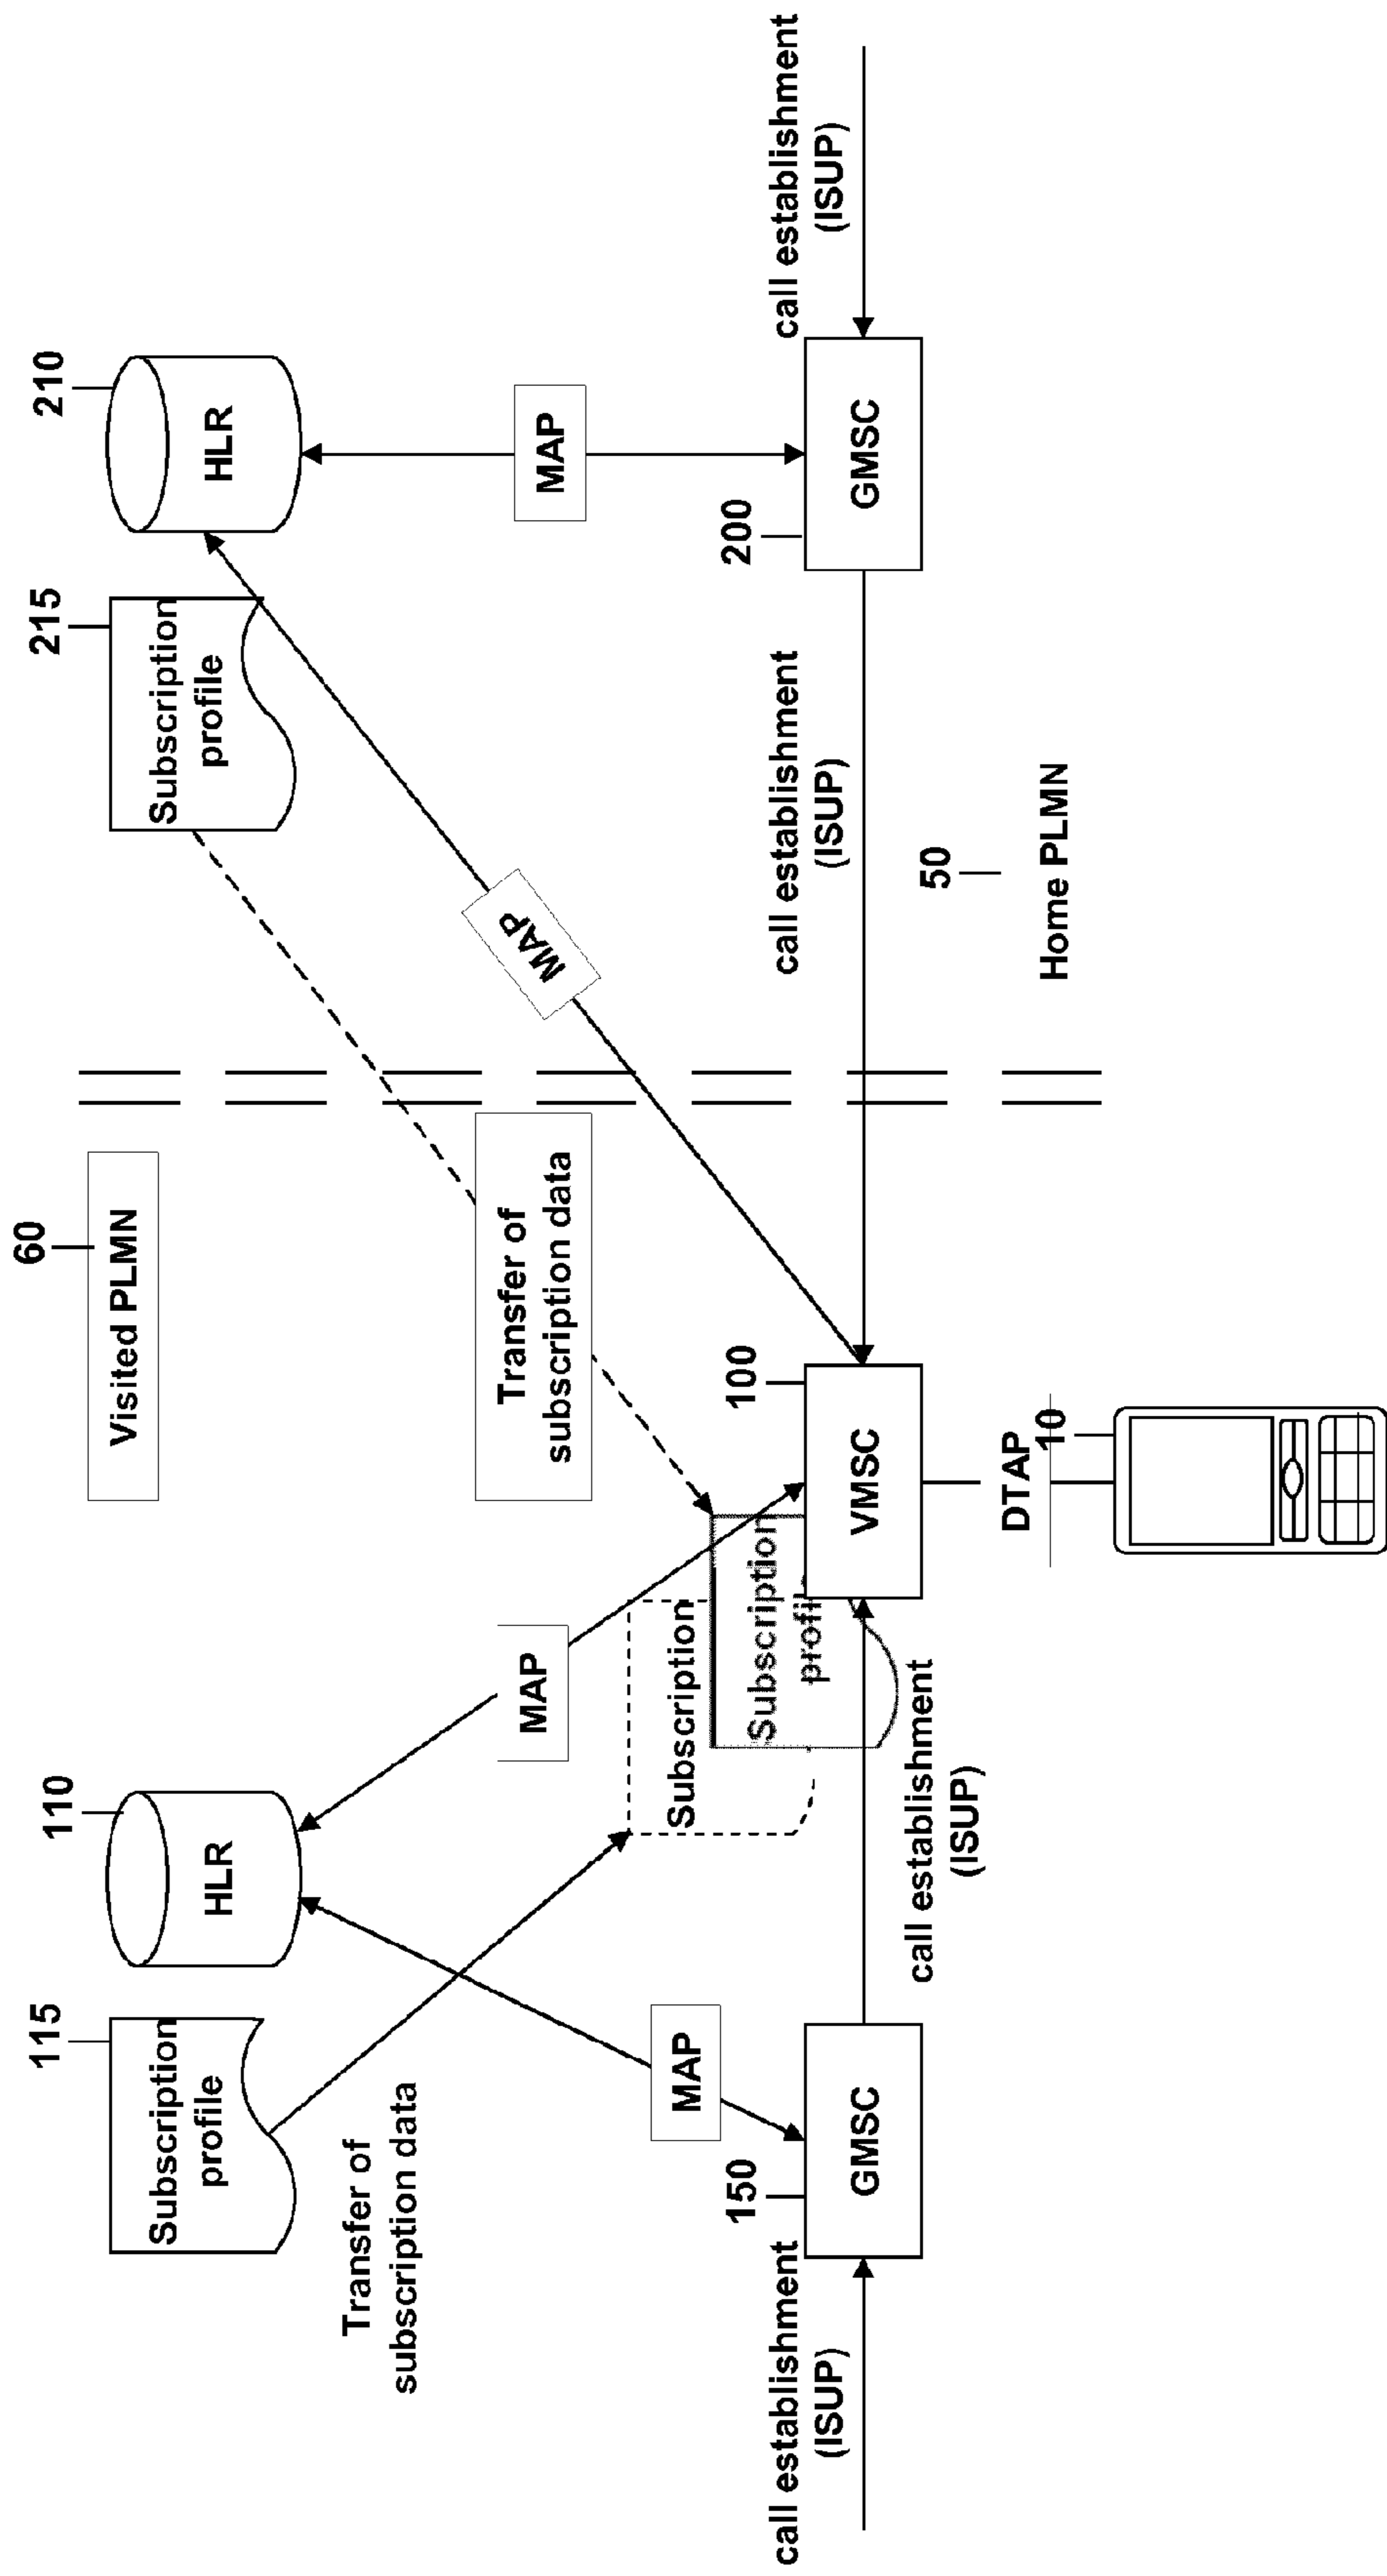 60
Visited PLMN
115
Subscription
profile
110
HLR
215
Subscription
profile
210
HLR
Transfer of
subscription data
MAP
MAP
Transfer of
subscription data
MAP
MAP
Subscription
Subscription
profil
call establishment
(ISUP)
150
GMSC
call establishment
(ISUP)
100
VMSC
call establishment
(ISUP)
200
GMSC
call establishment
(ISUP)
DTAP
10
50
Home PLMN